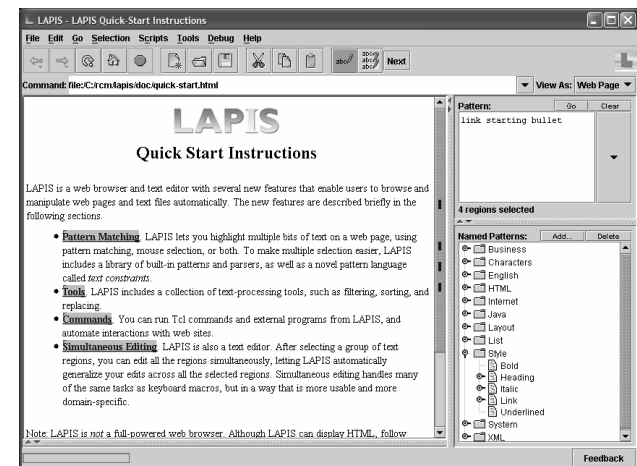 LAPIS - LAPIS Quick-Start Instructions
File Edit Go Selection Scripts Tools Debug Help
abc/ Next
Command: file:/C:/rcm/lapis/doc/quick-start.html
View As: Web Page
LAPIS
Quick Start Instructions
LAPIS is a web browser and text editor with several new features that enable users to browse and
manipulate web pages and text files automatically. The new features are described briefly in the
following sections.
• Pattern Matching. LAPIS lets you highlight multiple bits of text on a web page, using
pattern matching, mouse selection, or both. To make multiple selection easier, LAPIS
includes a library of built-in patterns and parsers, as well as a novel pattern language
called text constraints.
• Tools. LAPIS includes a collection of text-processing tools, such as filtering, sorting, and
replacing.
• Commands. You can run Tcl commands and external programs from LAPIS, and
automate interactions with web sites.
• Simultaneous Editing. LAPIS is also a text editor. After selecting a group of text
regions, you can edit all the regions simultaneously, letting LAPIS automatically
generalize your edits across all the selected regions. Simultaneous editing handles many
of the same tasks as keyboard macros, but in a way that is more usable and more
domain-specific.
Note: LAPIS is not a full-powered web browser. Although LAPIS can display HTML, follow
Pattern: Go Clear
link starting bullet
4 regions selected
Named Patterns: Add... Delete
Business
Characters
English
HTML
Internet
Java
Layout
List
Style
Bold
Heading
Italic
Link
Underlined
System
XML
Feedback